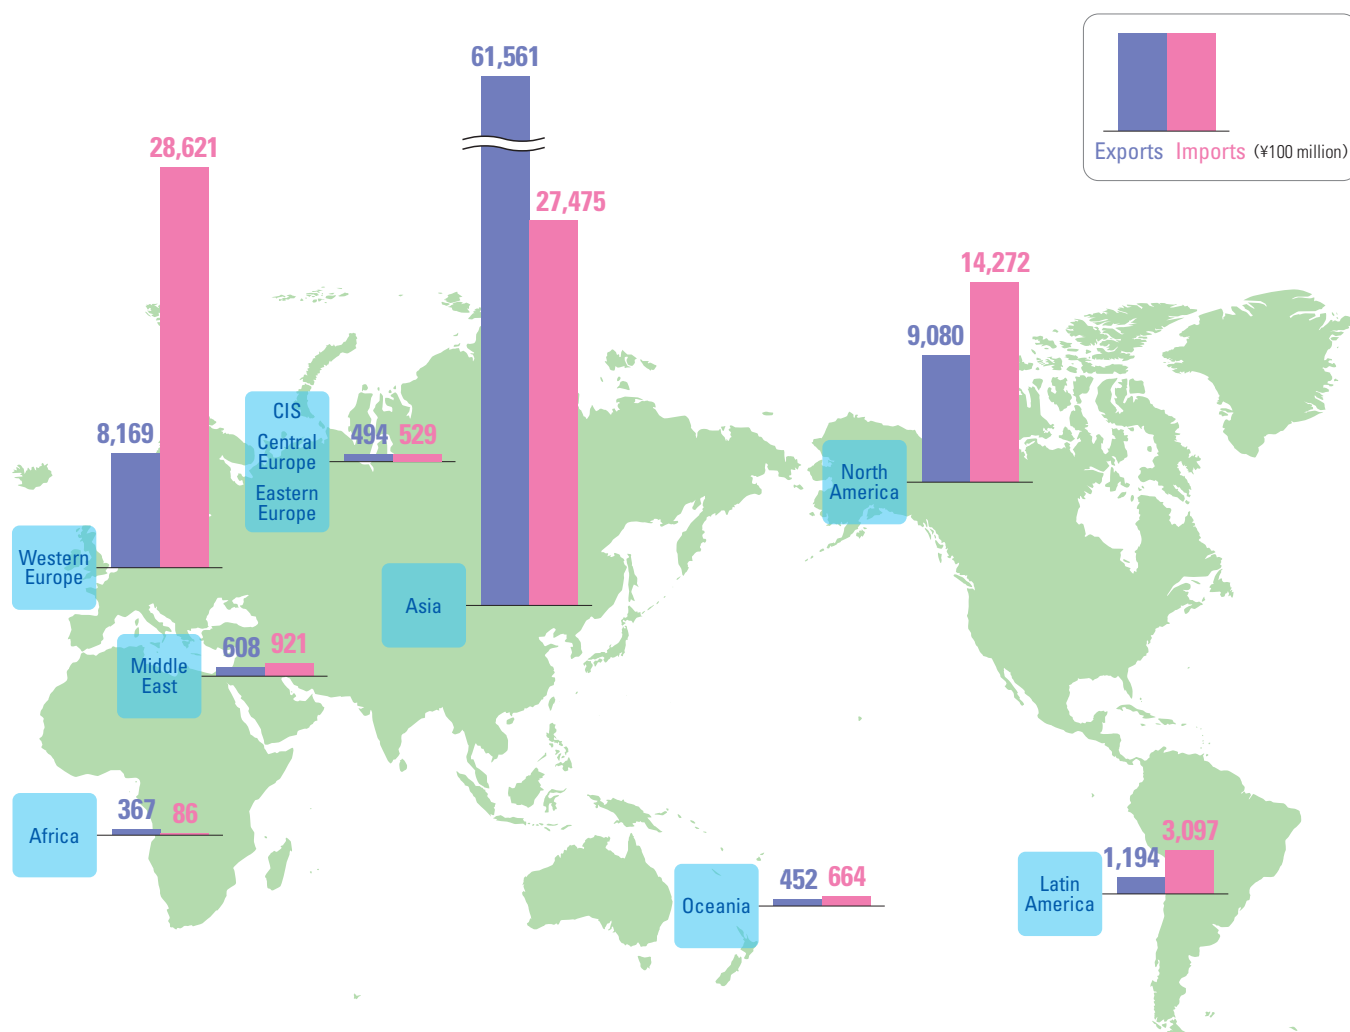 61,561
28,621
27,475
Exports Imports (¥100 million)
14,272
9,080
8,169
CIS
Central
Europe
Eastern
Europe
494 529
North
America
Western
Europe
Asia
608 921
Middle
East
367 86
Africa
452 664
Oceania
1,194 3,097
Latin
America